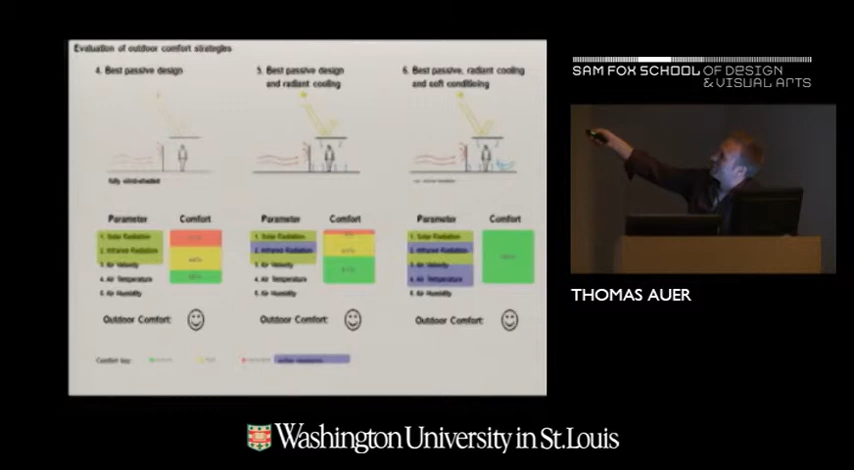 Evaluation of outdoor comfort strategies
4. Best passive design
5. Best passive design
and radiant cooling
6. Best passive, radiant cooling
and soft conditioning
fully wind-shaded
Parameter Comfort
1. Solar Radiation
2. Infrared Radiation
3. Air Velocity
4. Air Temperature
5. Air Humidity
Outdoor Comfort:
Parameter Comfort
1. Solar Radiation
2. Infrared Radiation
3. Air Velocity
4. Air Temperature
5. Air Humidity
Outdoor Comfort:
Parameter Comfort
1. Solar Radiation
2. Infrared Radiation
3. Air Velocity
4. Air Temperature
5. Air Humidity
Outdoor Comfort:
Comfort key:
SAM FOX SCHOOL OF DESIGN
& VISUAL ARTS
THOMAS AUER
Washington University in St. Louis